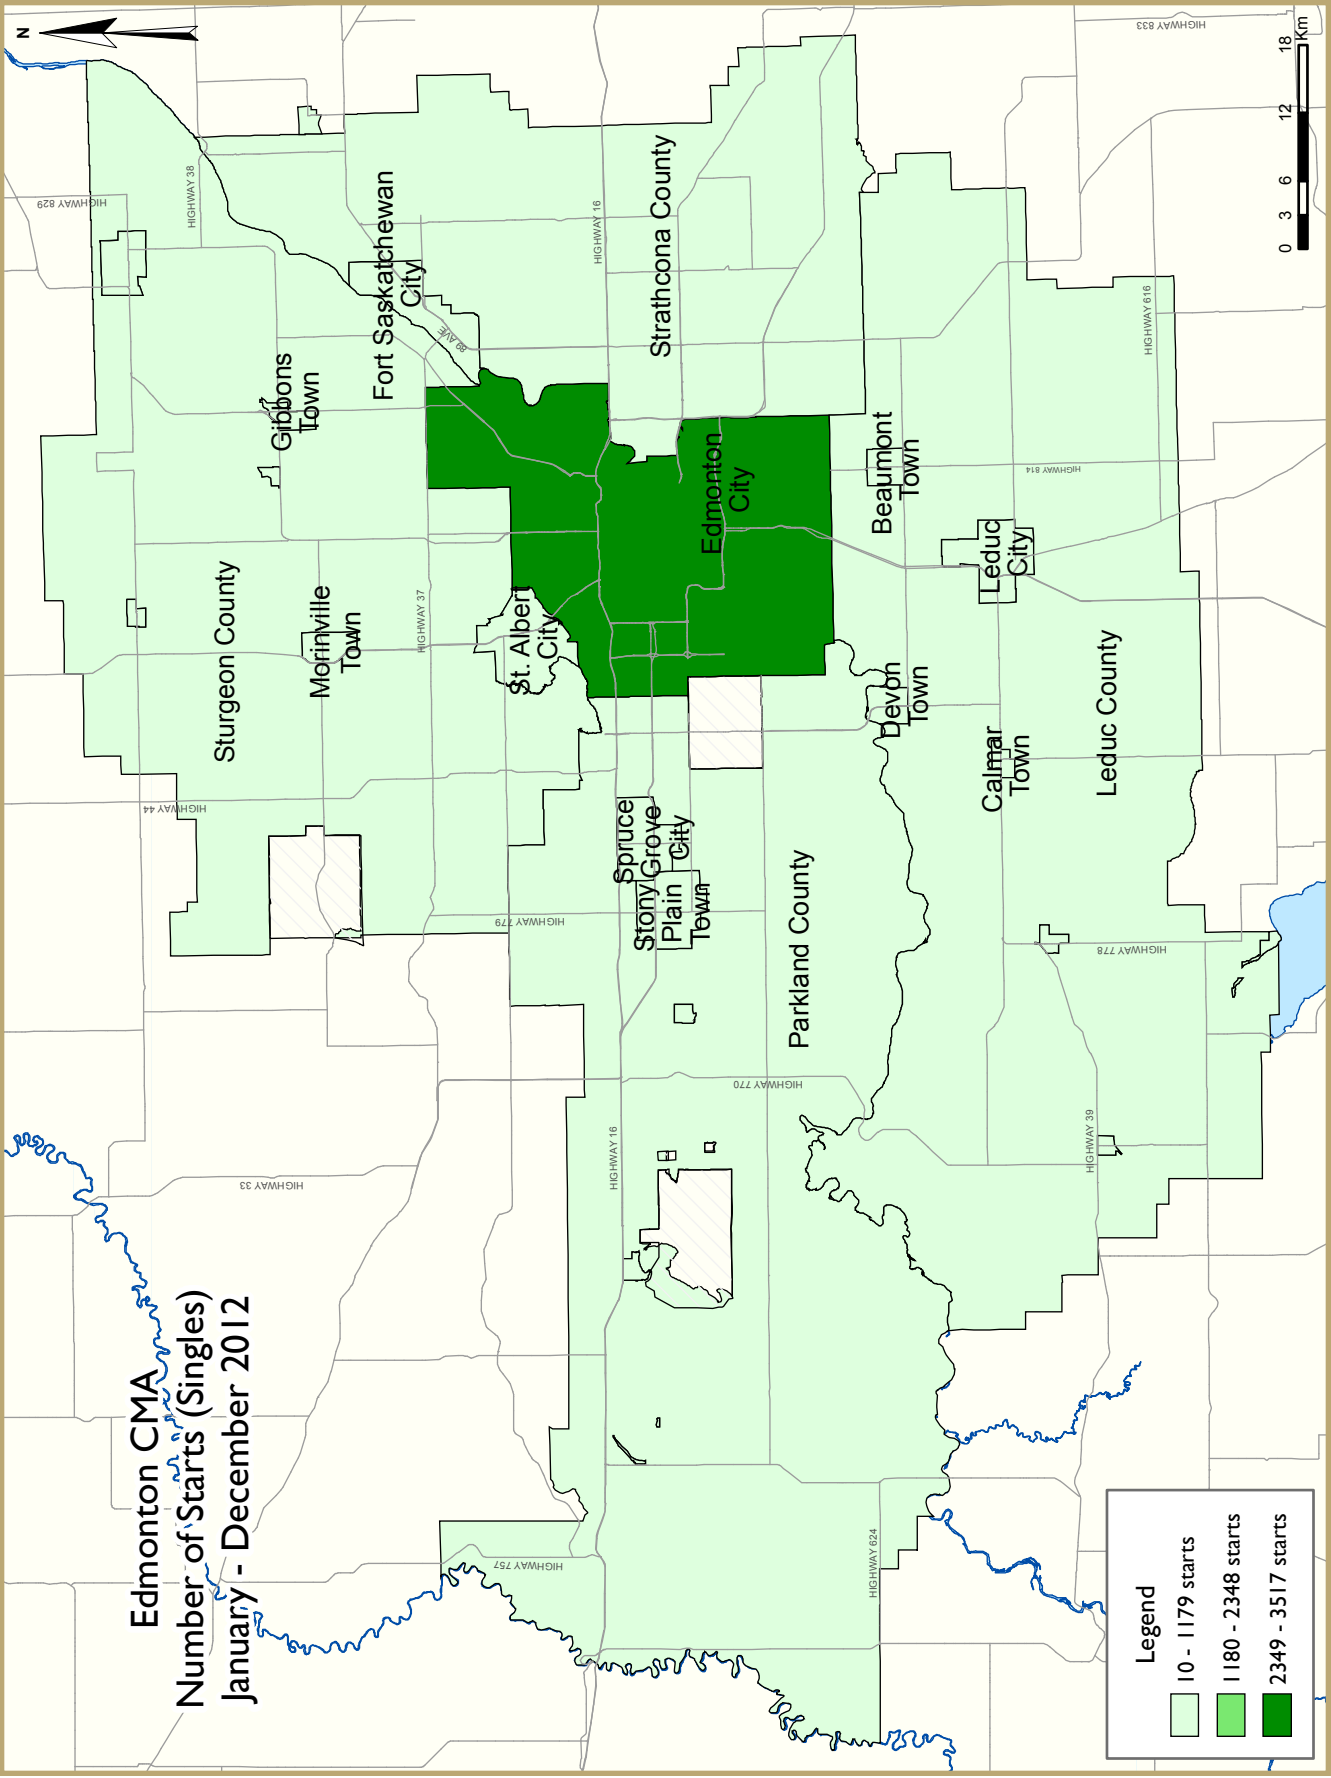 Edmonton CMA
Number of Starts (Singles)
January - December 2012
N
HIGHWAY 829
HIGHWAY 38
HIGHWAY 833
HIGHWAY 44
Sturgeon County
Gibbons
Town
Morinville
Town
Fort Saskatchewan
City
89 AVE
HIGHWAY 37
HIGHWAY 33
HIGHWAY 779
St. Albert
City
HIGHWAY 757
HIGHWAY 16
HIGHWAY 16
Strathcona County
Spruce
Grove
City
Stony
Plain
Town
Edmonton
City
HIGHWAY 770
Parkland County
HIGHWAY 624
Beaumont
Town
Devon
Town
HIGHWAY 814
Leduc
City
Calmar
Town
HIGHWAY 39
HIGHWAY 778
Leduc County
HIGHWAY 616
Legend
10 - 1179 starts
1180 - 2348 starts
2349 - 3517 starts
0 3 6 12 18
Km